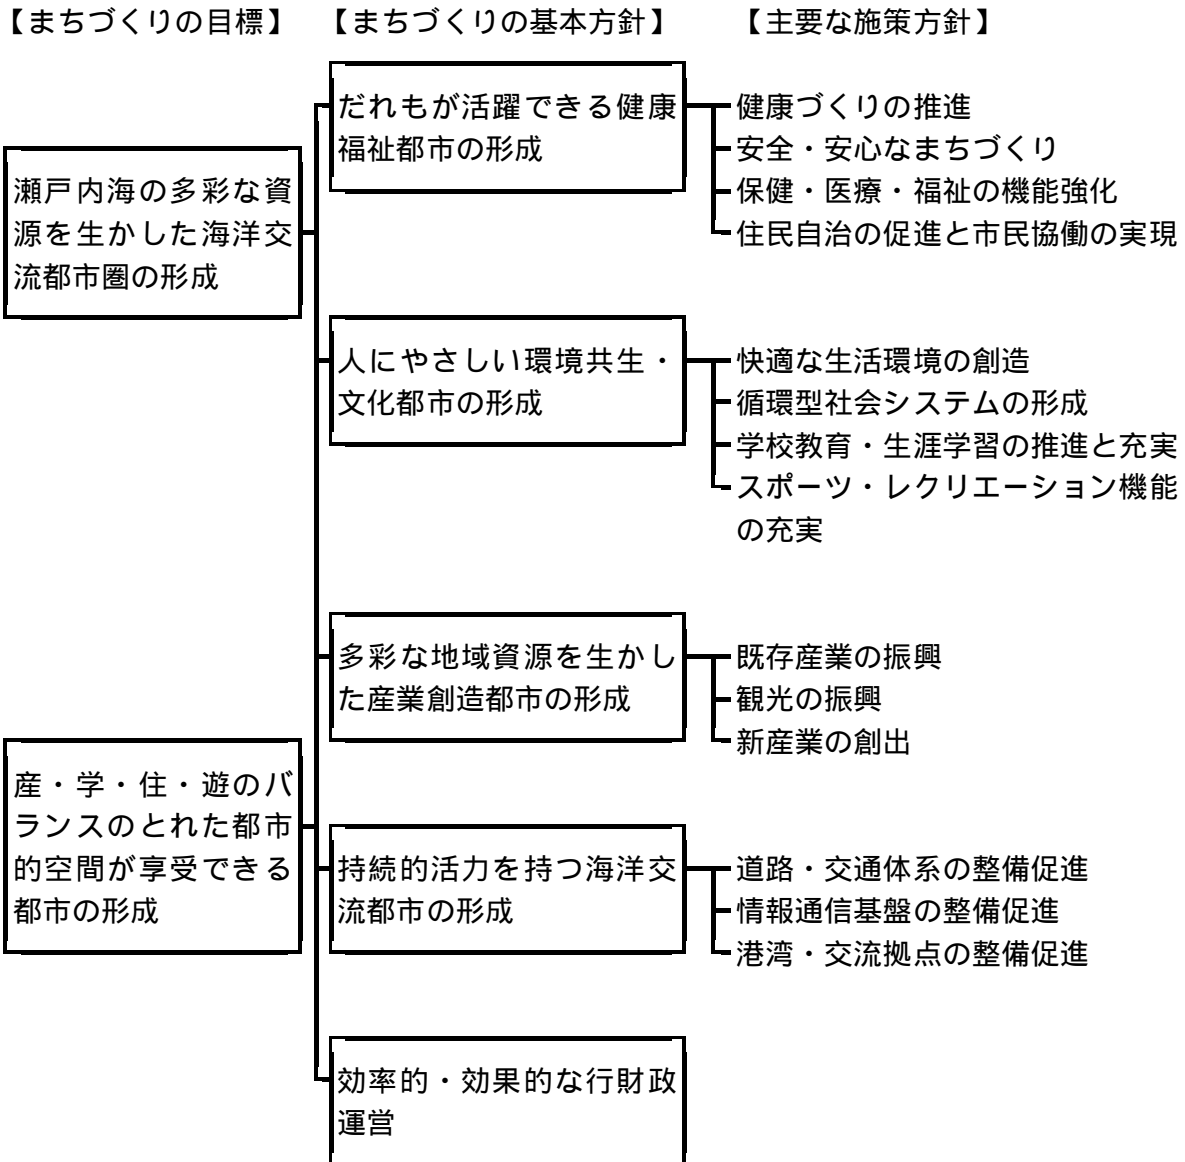 【まちづくりの目標】 【まちづくりの基本方針】 【主要な施策方針】
瀬戸内海の多彩な資
源を生かした海洋交
流都市圏の形成
産・学・住・遊のバ
ランスのとれた都市
的空間が享受できる
都市の形成
だれもが活躍できる健康
福祉都市の形成
健康づくりの推進
安全・安心なまちづくり
保健・医療・福祉の機能強化
住民自治の促進と市民協働の実現
人にやさしい環境共生・
文化都市の形成
快適な生活環境の創造
循環型社会システムの形成
学校教育・生涯学習の推進と充実
スポーツ・レクリエーション機能
の充実
多彩な地域資源を生かし
た産業創造都市の形成
既存産業の振興
観光の振興
新産業の創出
持続的活力を持つ海洋交
流都市の形成
道路・交通体系の整備促進
情報通信基盤の整備促進
港湾・交流拠点の整備促進
効率的・効果的な行財政
運営